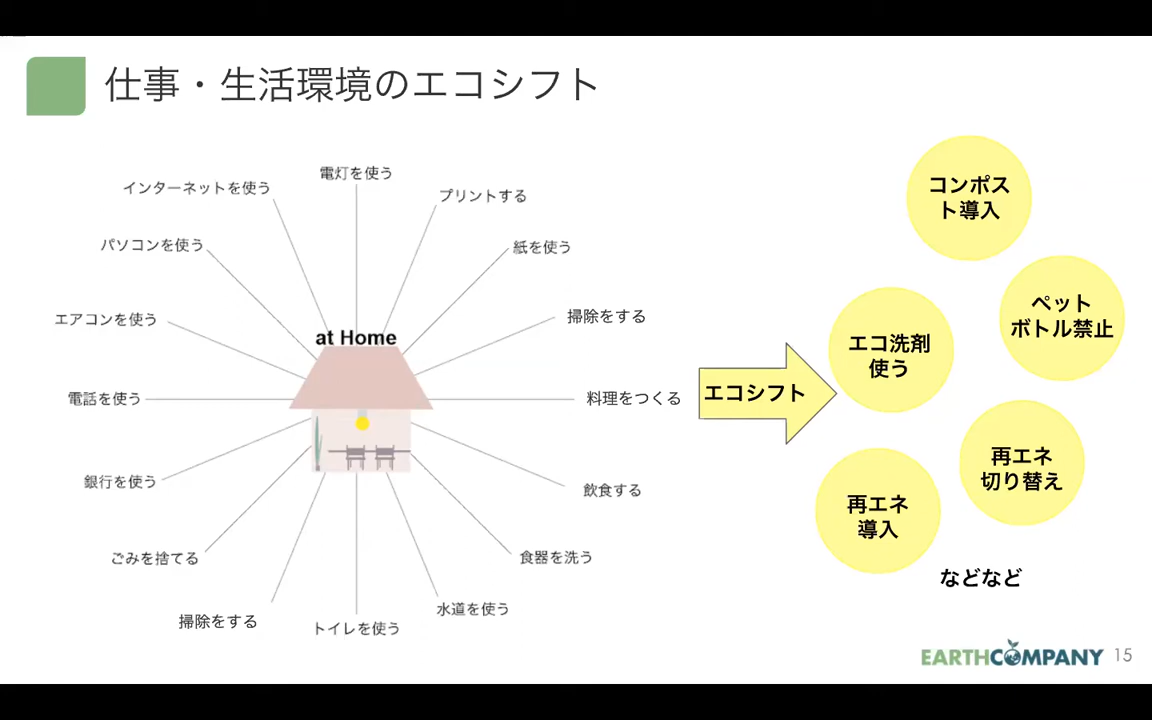 仕事・生活環境のエコシフト
電灯を使う
インターネットを使う
プリントする
パソコンを使う
紙を使う
エアコンを使う
掃除をする
at Home
電話を使う
料理をつくる
銀行を使う
飲食する
ごみを捨てる
食器を洗う
掃除をする
トイレを使う
水道を使う
エコシフト
コンポス
ト導入
ペット
ボトル禁止
エコ洗剤
使う
再エネ
切り替え
再エネ
導入
などなど
EARTHCOMPANY
15